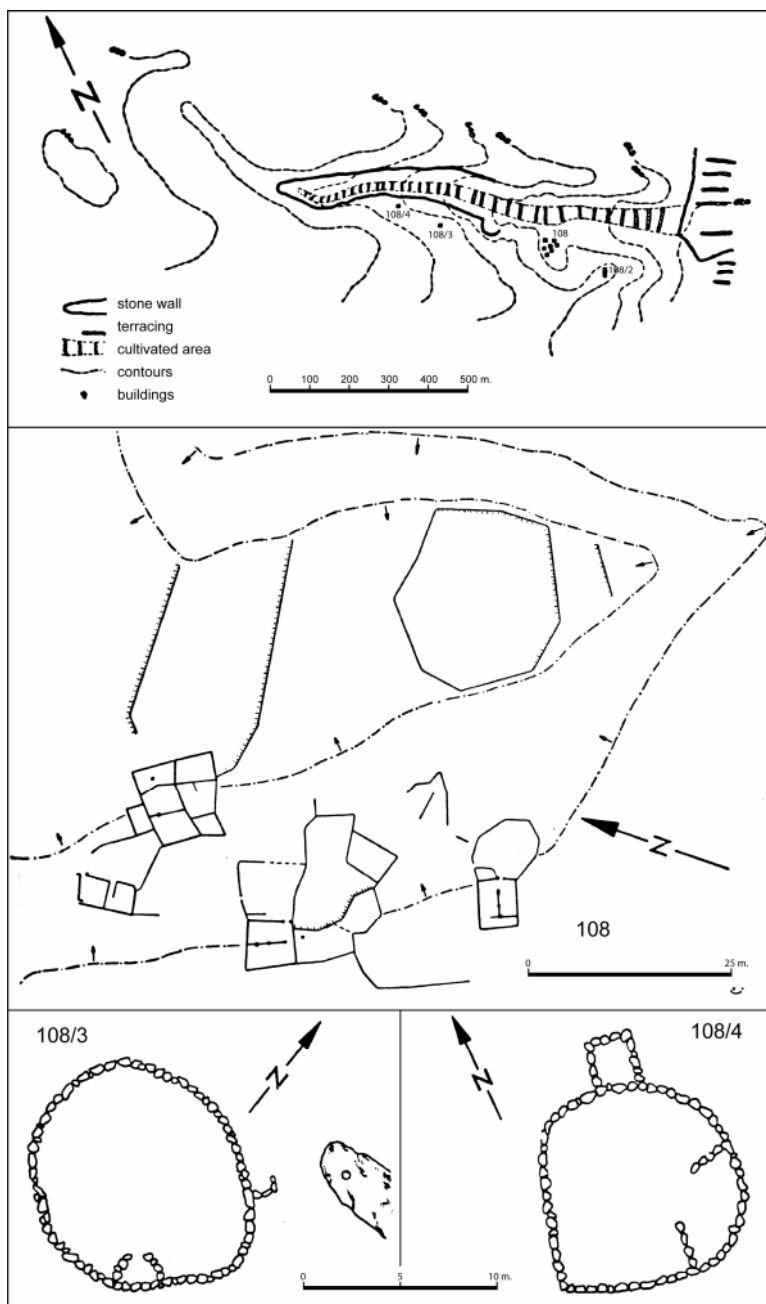 N
108/4
108/3
108
108/2
stone wall
terracing
cultivated area
contours
buildings
0 100 200 300 400 500 m.
N
108
0 25 m.
108/3
N
0 5 10 m.
108/4
N